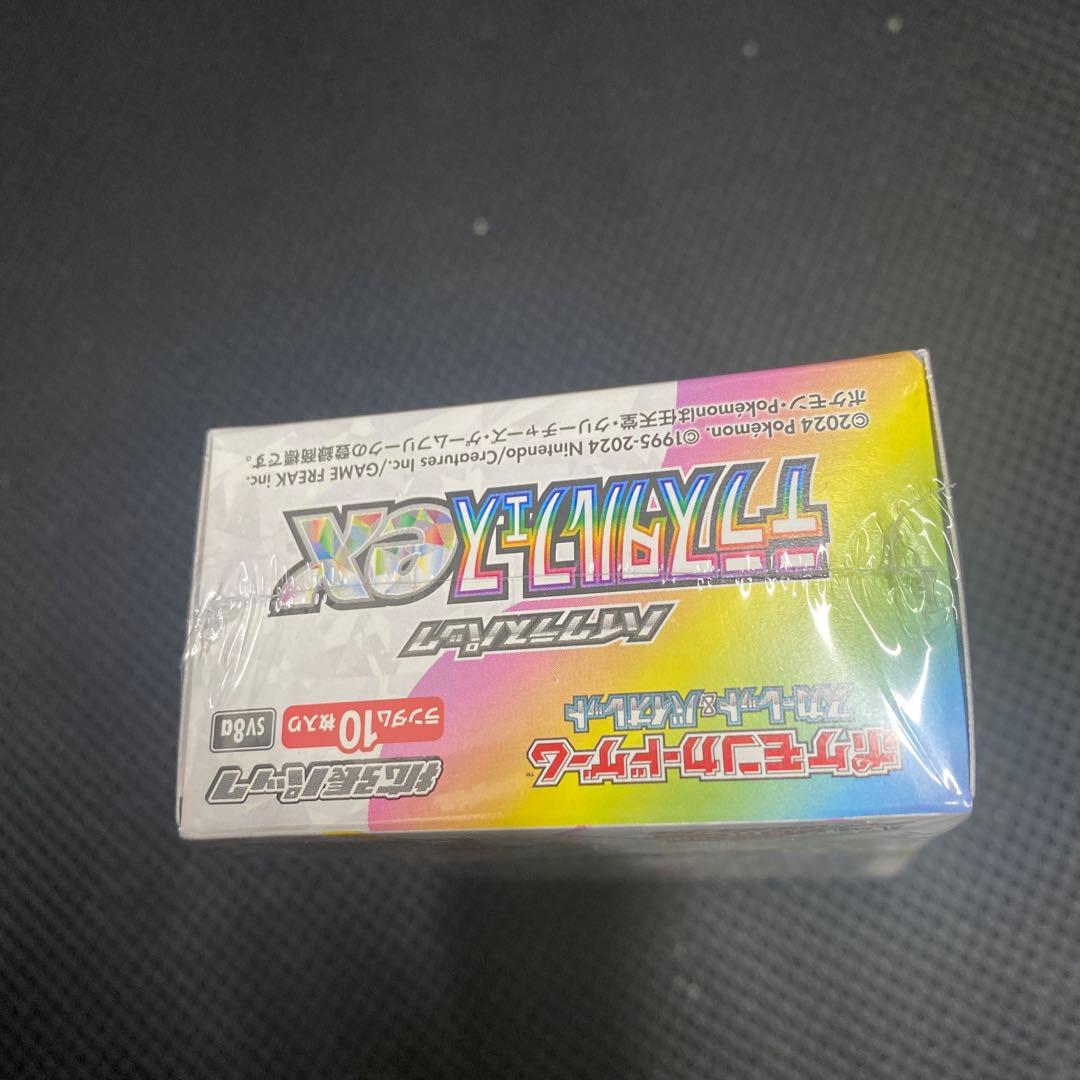 ポケモンカードゲーム™
スカーレット&バイオレット
拡張パック
ランダム10枚入り
SV8a
ハイクラスパック
テラスタルフェスex
©2024 Pokémon. ©1995-2024 Nintendo/Creatures Inc./GAME FREAK inc.
ポケモン・Pokémonは任天堂・クリーチャーズ・ゲームフリークの登録商標です。